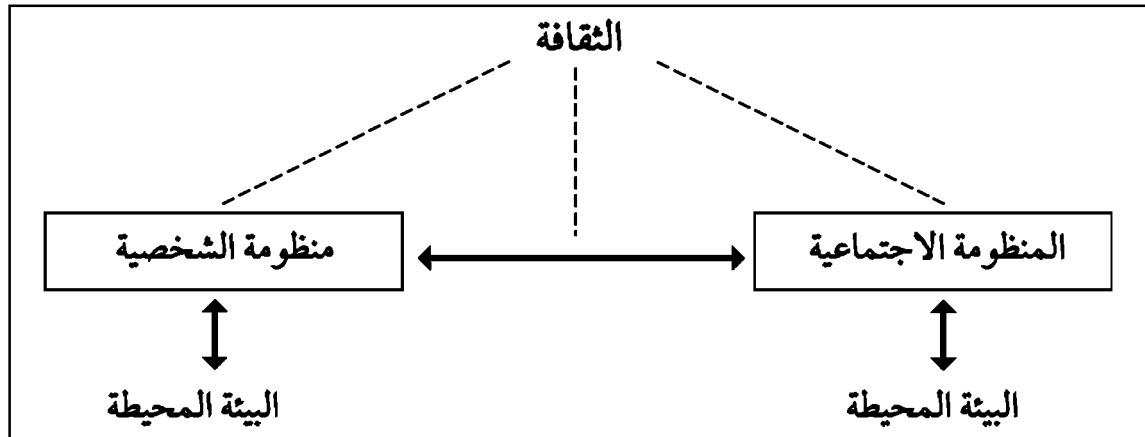 الثقافة
المنظومة الاجتماعية
منظومة الشخصية
البيئة المحيطة
البيئة المحيطة